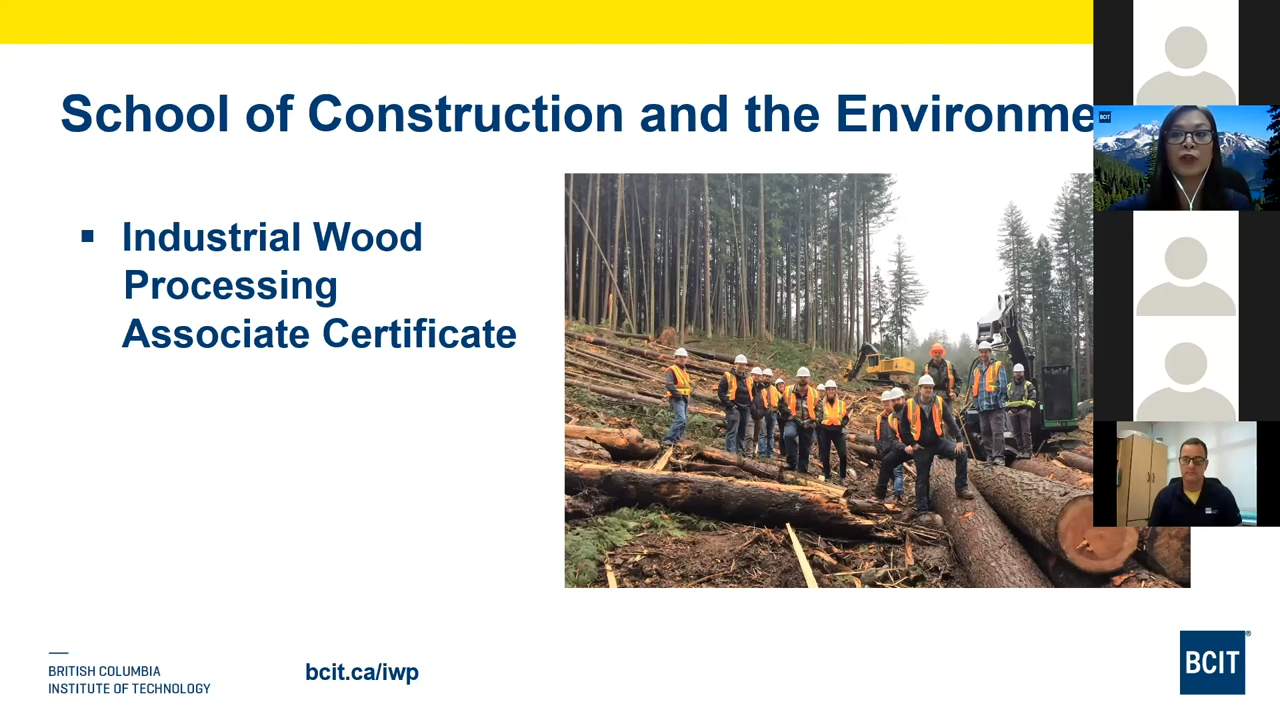 School of Construction and the Environme
▪ Industrial Wood
Processing
Associate Certificate
BCIT
BRITISH COLUMBIA
INSTITUTE OF TECHNOLOGY
bcit.ca/iwp
BCIT®